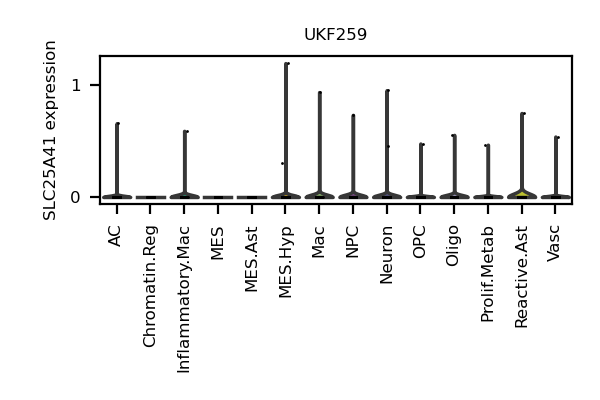 UKF259
SLC25A41 expression
1
0
AC
Chromatin.Reg
Inflammatory.Mac
MES
MES.Ast
MES.Hyp
Mac
NPC
Neuron
OPC
Oligo
Prolif.Metab
Reactive.Ast
Vasc